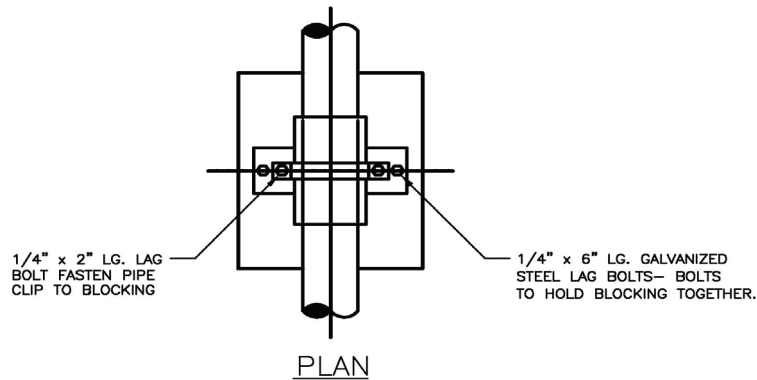 1/4" x 2" LG. LAG
BOLT FASTEN PIPE
CLIP TO BLOCKING
1/4" x 6" LG. GALVANIZED
STEEL LAG BOLTS- BOLTS
TO HOLD BLOCKING TOGETHER.
PLAN